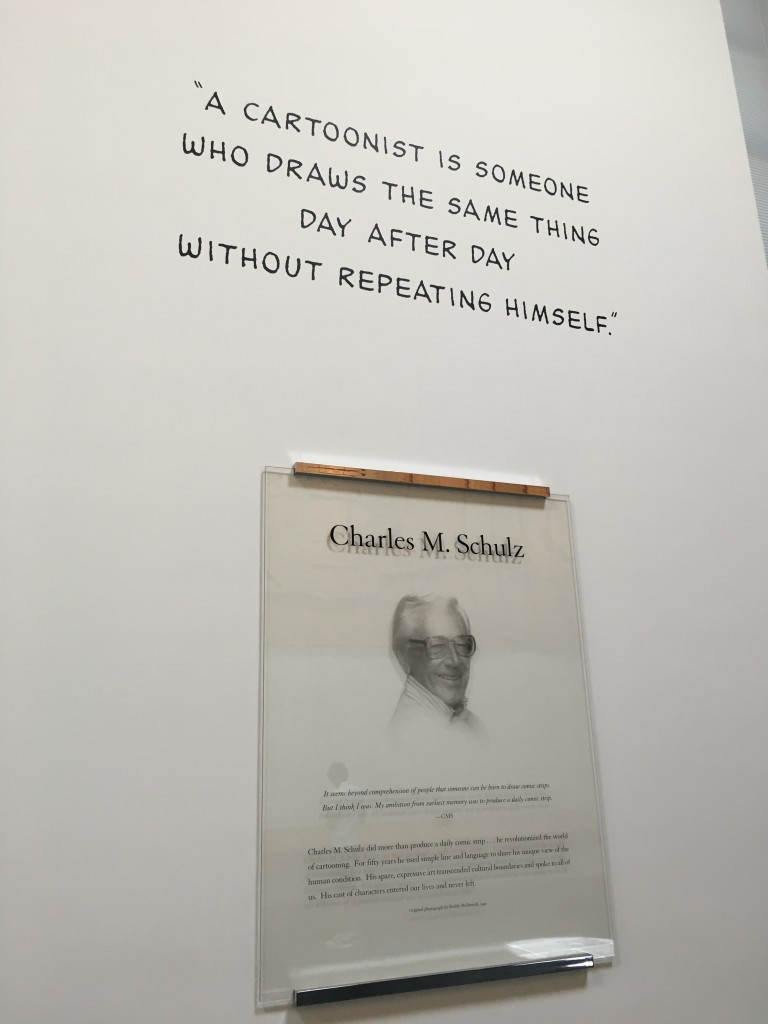 "A CARTOONIST IS SOMEONE
WHO DRAWS THE SAME THING
DAY AFTER DAY
WITHOUT REPEATING HIMSELF."
Charles M. Schulz
It seems beyond comprehension of people that someone can be born to draw comic strips.
But I think I was. My ambition from earliest memory was to produce a daily comic strip.
—CMS
Charles M. Schulz did more than produce a daily comic strip . . . he revolutionized the world
of cartooning. For fifty years he used simple line and language to share his unique view of the
human condition. His spare, expressive art transcended cultural boundaries and spoke to all of
us. His cast of characters entered our lives and never left.
Original photograph by